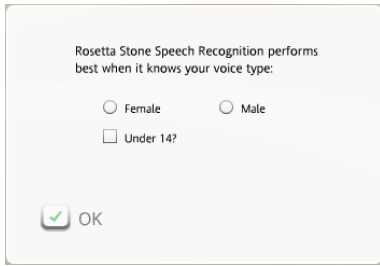 Rosetta Stone Speech Recognition performs
best when it knows your voice type:
Female Male
Under 14?
OK